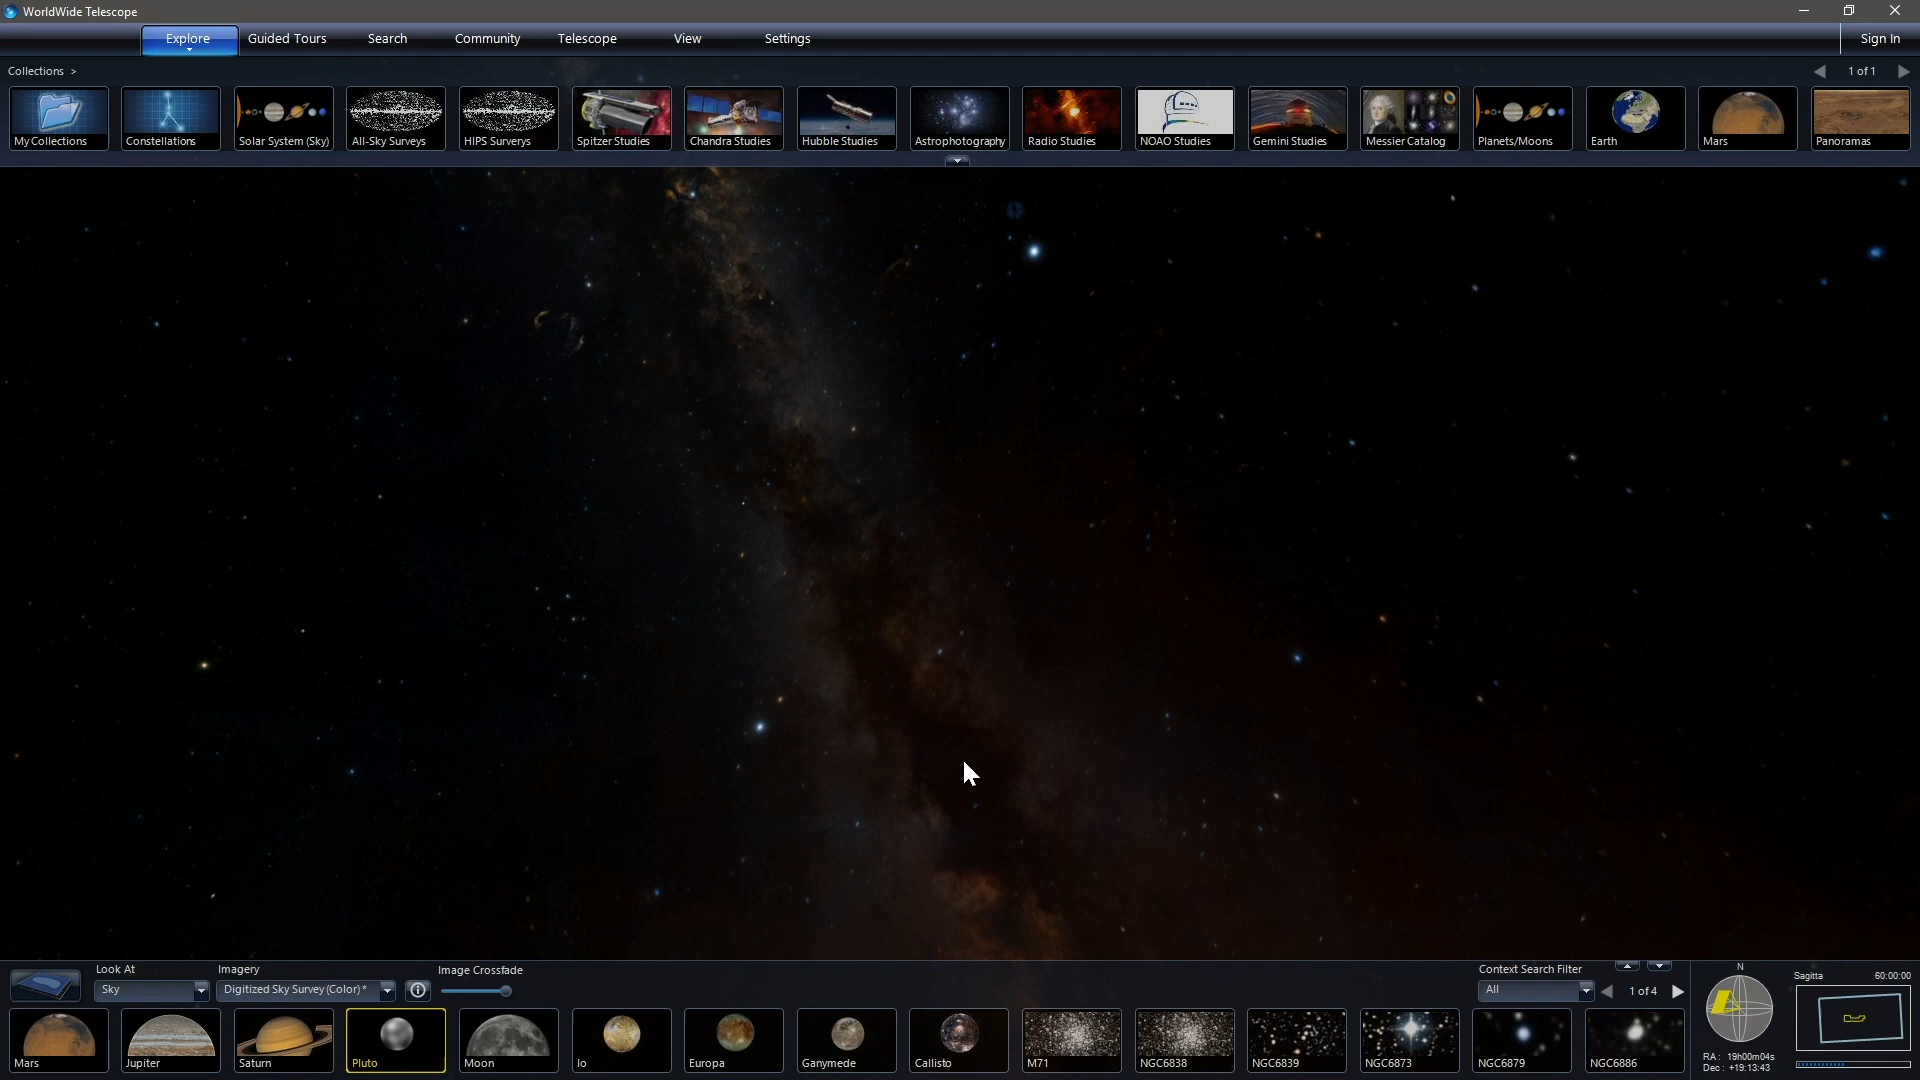 WorldWide Telescope
Explore
Guided Tours
Search
Community
Telescope
View
Settings
Sign In
Collections >
1 of 1
My Collections
Constellations
Solar System (Sky)
All-Sky Surveys
HIPS Surverys
Spitzer Studies
Chandra Studies
Hubble Studies
Astrophotography
Radio Studies
NOAO Studies
Gemini Studies
Messier Catalog
Planets/Moons
Earth
Mars
Panoramas
Look At
Imagery
Image Crossfade
Context Search Filter
Sky
Digitized Sky Survey (Color) *
All
1 of 4
Mars
Jupiter
Saturn
Pluto
Moon
Io
Europa
Ganymede
Callisto
M71
NGC6838
NGC6839
NGC6873
NGC6879
NGC6886
N
Sagitta
60:00:00
RA : 19h00m04s
Dec : +19:13:43